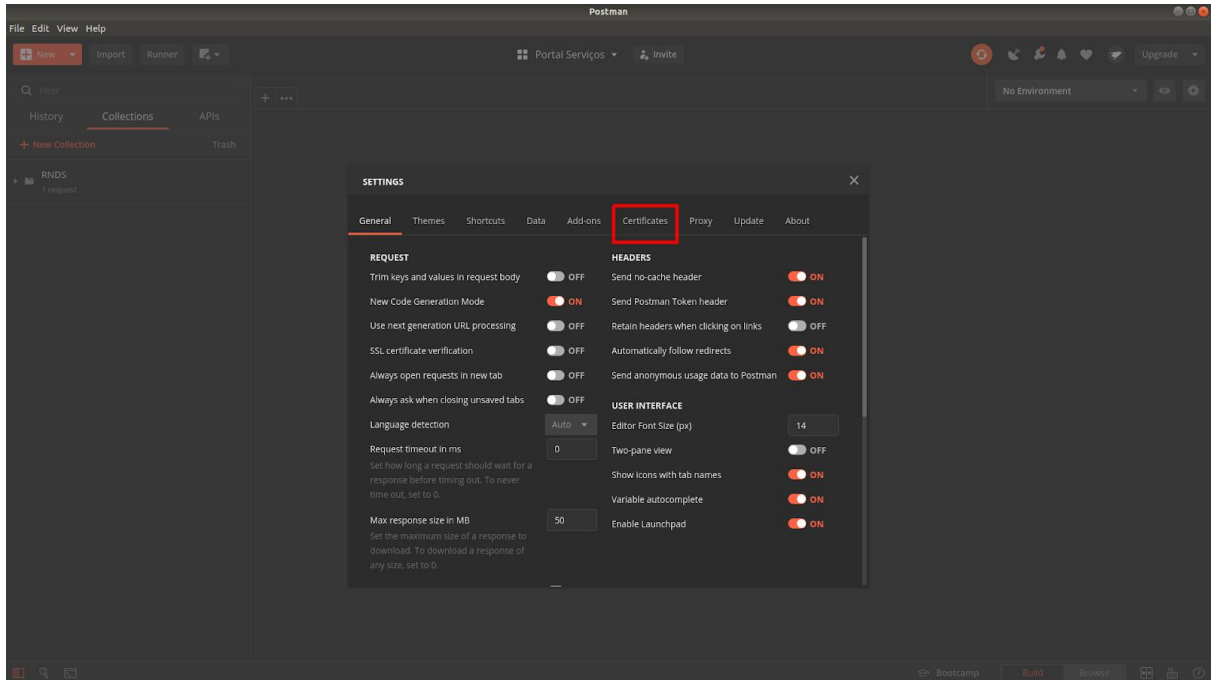 Postman
File Edit View Help
New Import Runner
Portal Serviços Invite
Upgrade
Filter
No Environment
History Collections APIs
+ New Collection Trash
RNDS
1 request
SETTINGS
General Themes Shortcuts Data Add-ons Certificates Proxy Update About
REQUEST
Trim keys and values in request body OFF
New Code Generation Mode ON
Use next generation URL processing OFF
SSL certificate verification OFF
Always open requests in new tab OFF
Always ask when closing unsaved tabs OFF
Language detection Auto
Request timeout in ms 0
Set how long a request should wait for a
response before timing out. To never
time out, set to 0.
Max response size in MB 50
Set the maximum size of a response to
download. To download a response of
any size, set to 0.
HEADERS
Send no-cache header ON
Send Postman Token header ON
Retain headers when clicking on links OFF
Automatically follow redirects ON
Send anonymous usage data to Postman ON
USER INTERFACE
Editor Font Size (px) 14
Two-pane view OFF
Show icons with tab names ON
Variable autocomplete ON
Enable Launchpad ON
Bootcamp Build Browse